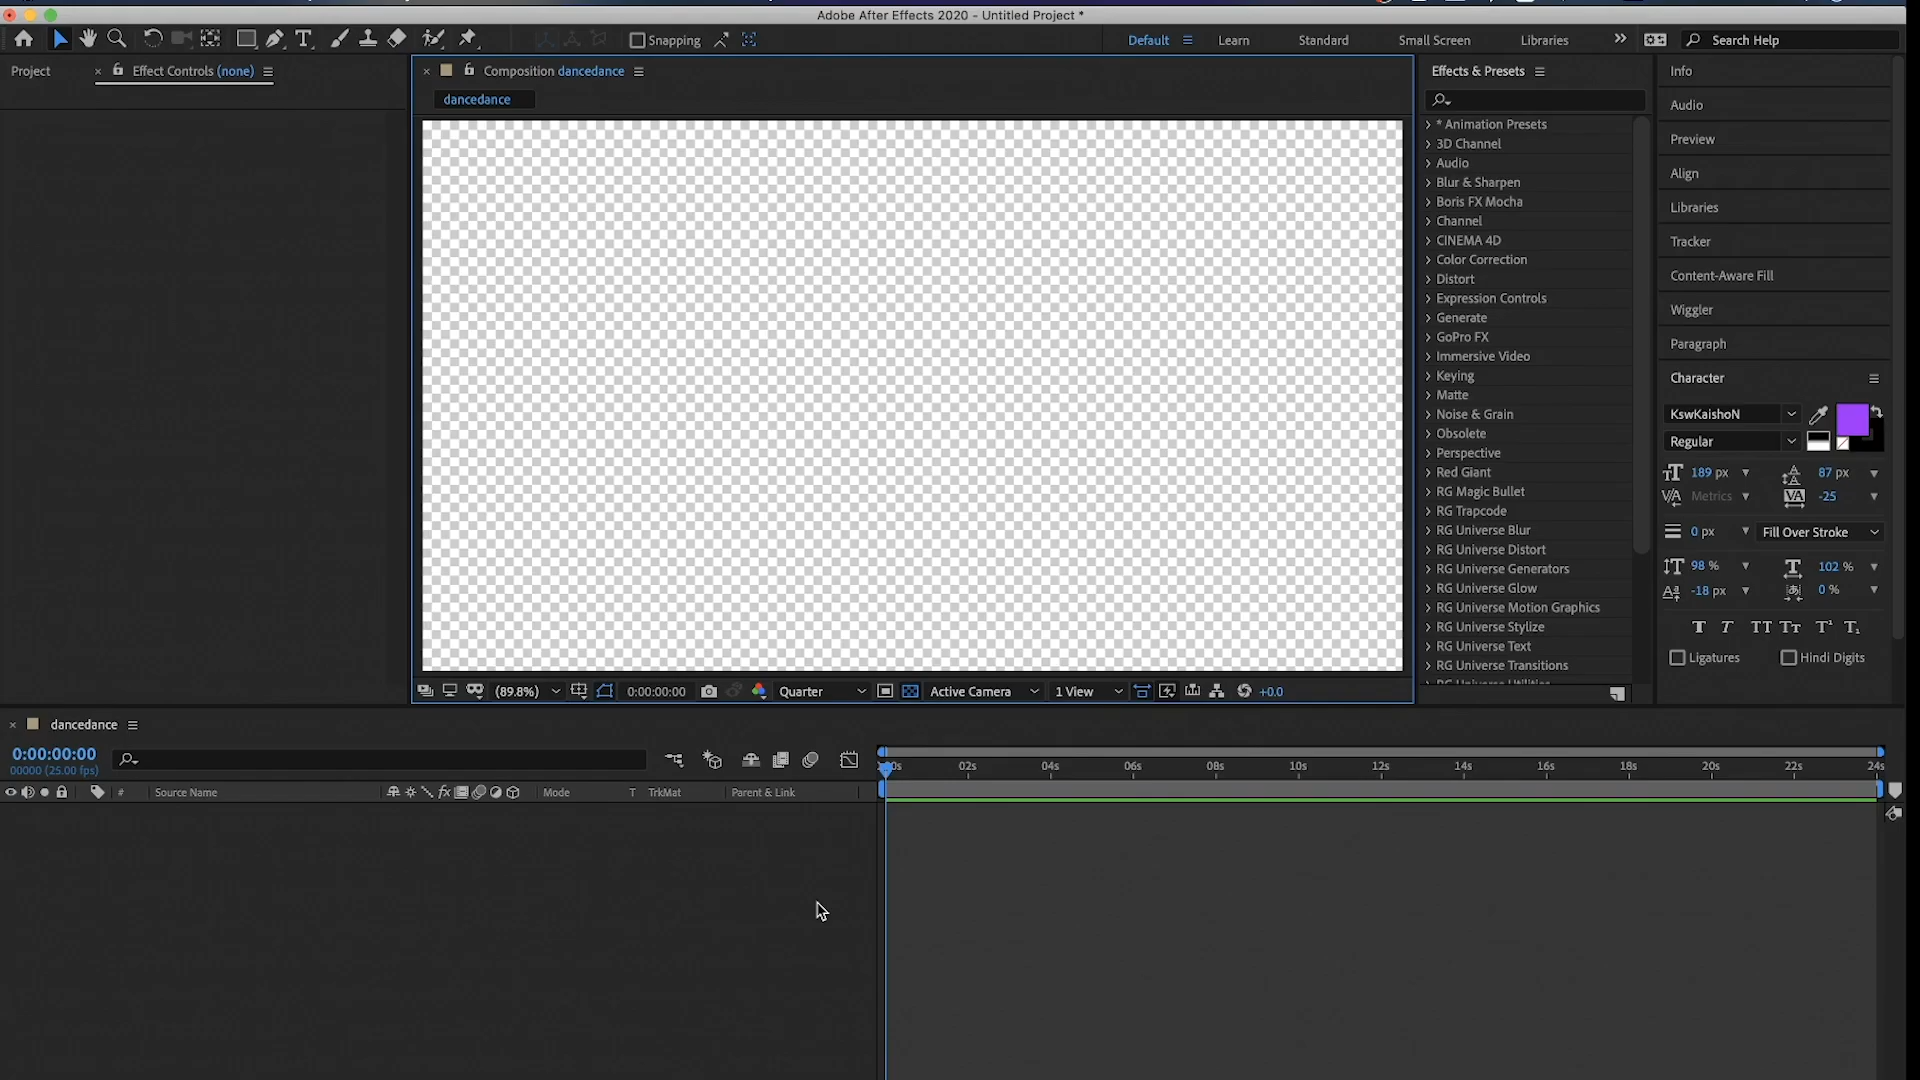 Adobe After Effects 2020 - Untitled Project *
Snapping
Default
Learn
Standard
Small Screen
Libraries
Search Help
Project
Effect Controls (none)
Composition dancedance
dancedance
(89.8%)
0:00:00:00
Quarter
Active Camera
1 View
+0.0
Effects & Presets
* Animation Presets
3D Channel
Audio
Blur & Sharpen
Boris FX Mocha
Channel
CINEMA 4D
Color Correction
Distort
Expression Controls
Generate
GoPro FX
Immersive Video
Keying
Matte
Noise & Grain
Obsolete
Perspective
Red Giant
RG Magic Bullet
RG Trapcode
RG Universe Blur
RG Universe Distort
RG Universe Generators
RG Universe Glow
RG Universe Motion Graphics
RG Universe Stylize
RG Universe Text
RG Universe Transitions
Info
Audio
Preview
Align
Libraries
Tracker
Content-Aware Fill
Wiggler
Paragraph
Character
KswKaishoN
Regular
189 px
87 px
Metrics
-25
0 px
Fill Over Stroke
98 %
102 %
-18 px
0 %
Ligatures
Hindi Digits
dancedance
0:00:00:00
00000 (25.00 fps)
# Source Name
Mode
T TrkMat
Parent & Link
02s 04s 06s 08s 10s 12s 14s 16s 18s 20s 22s 24s